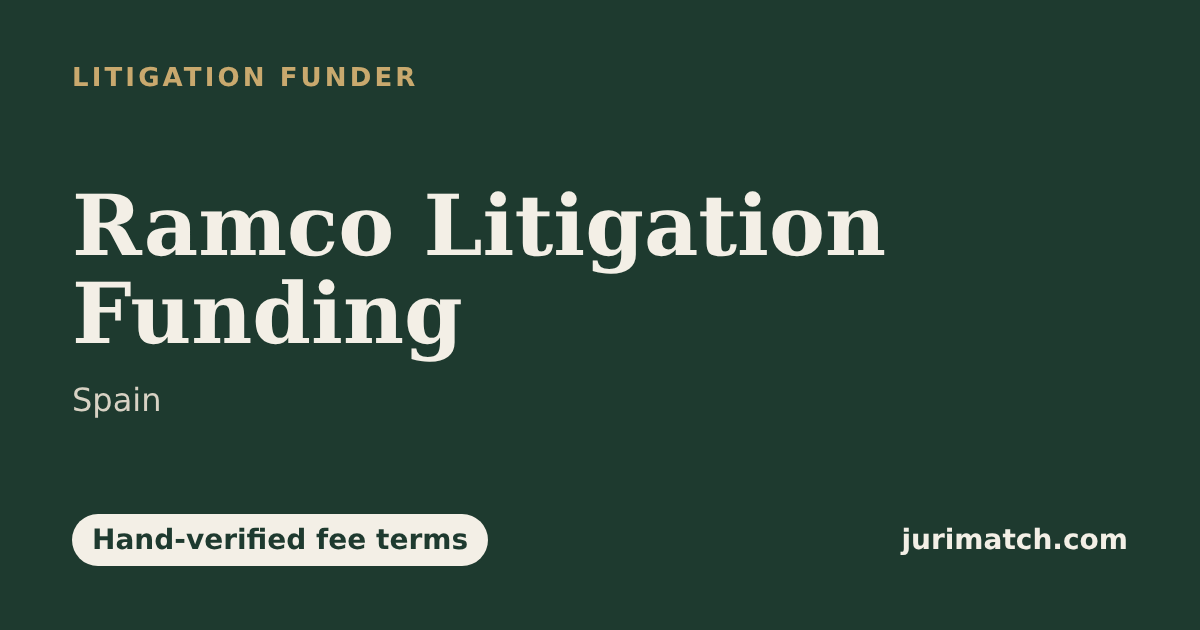 LITIGATION FUNDER
Ramco Litigation
Funding
Spain
Hand-verified fee terms
jurimatch.com